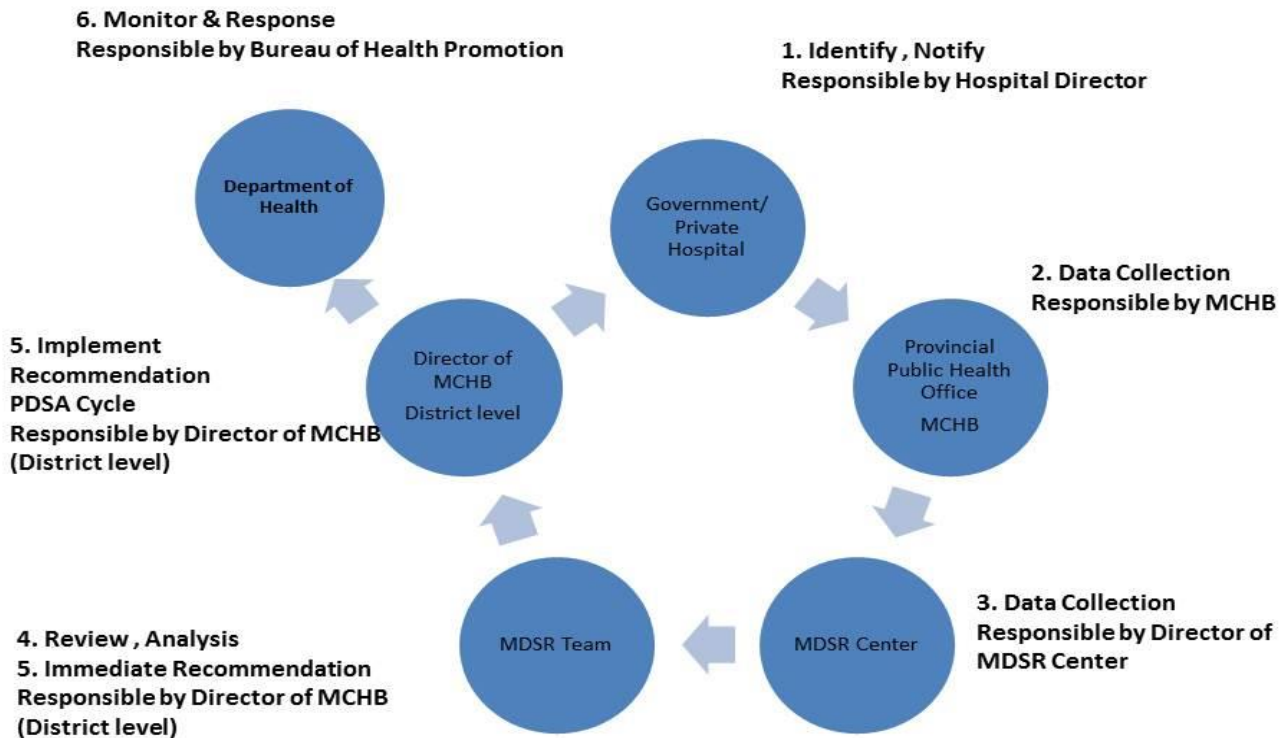 6. Monitor & Response
Responsible by Bureau of Health Promotion
1. Identify , Notify
Responsible by Hospital Director
Department of
Health
Government/
Private
Hospital
2. Data Collection
Responsible by MCHB
Provincial
Public Health
Office
MCHB
5. Implement
Recommendation
PDSA Cycle
Responsible by Director of MCHB
(District level)
Director of
MCHB
District level
3. Data Collection
Responsible by Director of
MDSR Center
MDSR Center
MDSR Team
4. Review , Analysis
5. Immediate Recommendation
Responsible by Director of MCHB
(District level)